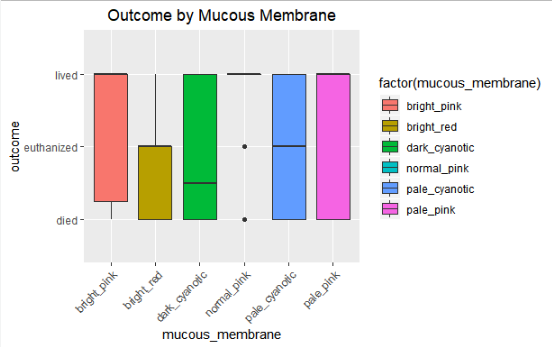 Outcome by Mucous Membrane
outcome
lived
euthanized
died
bright_pink
bright_red
dark_cyanotic
normal_pink
pale_cyanotic
pale_pink
mucous_membrane
factor(mucous_membrane)
bright_pink
bright_red
dark_cyanotic
normal_pink
pale_cyanotic
pale_pink